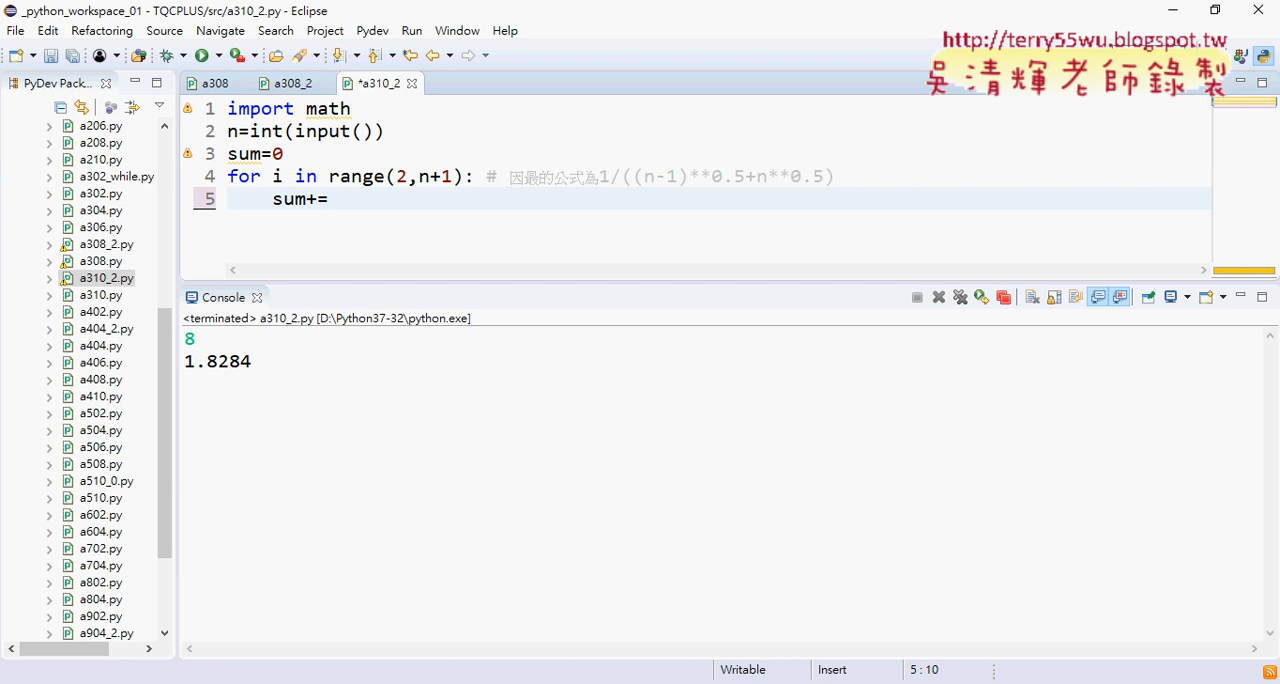 _python_workspace_01 - TQCPLUS/src/a310_2.py - Eclipse
File Edit Refactoring Source Navigate Search Project Pydev Run Window Help
http://terry55wu.blogspot.tw
吳清輝老師錄製
PyDev Pack...
a308
a308_2
*a310_2
a206.py
a208.py
a210.py
a302_while.py
a302.py
a304.py
a306.py
a308_2.py
a308.py
a310_2.py
a310.py
a402.py
a404_2.py
a404.py
a406.py
a408.py
a410.py
a502.py
a504.py
a506.py
a508.py
a510_0.py
a510.py
a602.py
a604.py
a702.py
a704.py
a802.py
a804.py
a902.py
a904_2.py
1 import math
2 n=int(input())
3 sum=0
4 for i in range(2,n+1): # 因最的公式為1/((n-1)**0.5+n**0.5)
5 sum+=
Console
<terminated> a310_2.py [D:\Python37-32\python.exe]
8
1.8284
Writable Insert 5 : 10